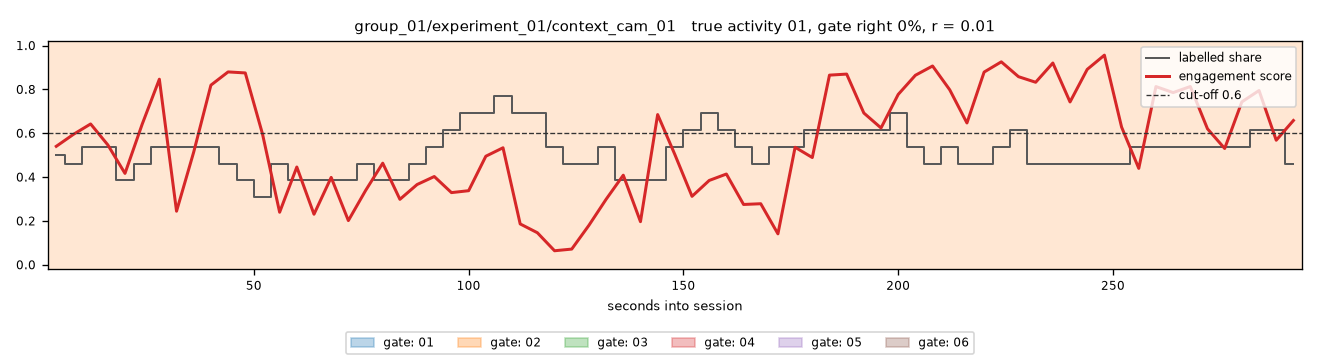 group_01/experiment_01/context_cam_01   true activity 01, gate right 0%, r = 0.01
1.0
0.8
0.6
0.4
0.2
0.0
labelled share
engagement score
cut-off 0.6
50
100
150
200
250
seconds into session
gate: 01
gate: 02
gate: 03
gate: 04
gate: 05
gate: 06